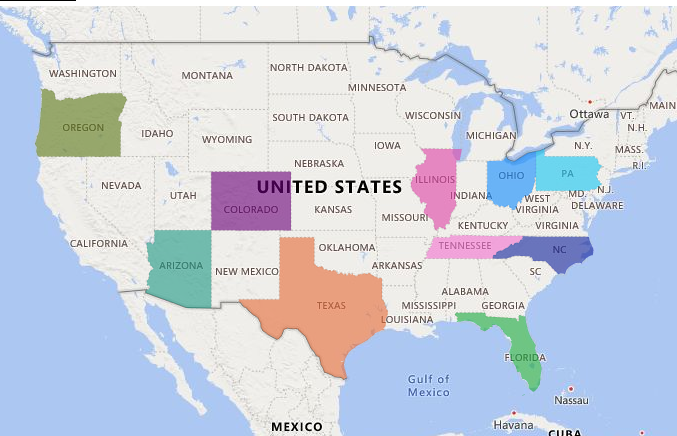 WASHINGTON
MONTANA
NORTH DAKOTA
MINNESOTA
OREGON
IDAHO
SOUTH DAKOTA
WISCONSIN
MICHIGAN
Ottawa
VT.
MAIN
N.H.
WYOMING
IOWA
N.Y.
MASS.
R.I.
NEBRASKA
NEVADA
UTAH
UNITED STATES
ILLINOIS
INDIANA
OHIO
PA
MD.
N.J.
DELAWARE
COLORADO
KANSAS
MISSOURI
WEST
VIRGINIA
KENTUCKY
VIRGINIA
CALIFORNIA
ARIZONA
NEW MEXICO
OKLAHOMA
ARKANSAS
TENNESSEE
NC
SC
TEXAS
ALABAMA
MISSISSIPPI
GEORGIA
LOUISIANA
FLORIDA
Gulf of
Mexico
Nassau
Havana
MEXICO
CUBA